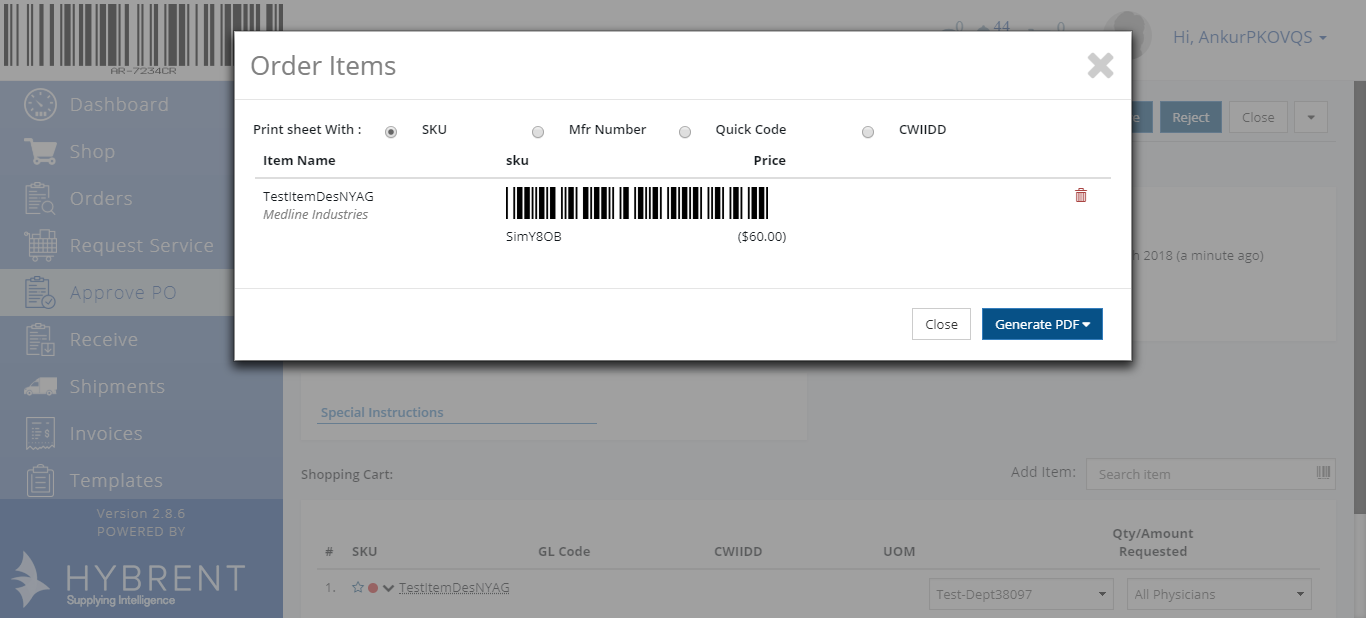 AR-7234CR
0 44 0
Hi, AnkurPKOVQS
Order Items
Print sheet With : SKU Mfr Number Quick Code CWIIDD
Item Name sku Price
TestItemDesNYAG
Medline Industries
SimY8OB ($60.00)
Close Generate PDF
Dashboard
Shop
Orders
Request Service
Approve PO
Receive
Shipments
Invoices
Templates
Version 2.8.6
POWERED BY
HYBRENT
Supplying Intelligence
Reject Close
2018 (a minute ago)
Special Instructions
Shopping Cart:
Add Item: Search item
# SKU GL Code CWIIDD UOM Qty/Amount
Requested
1. TestItemDesNYAG Test-Dept38097 All Physicians